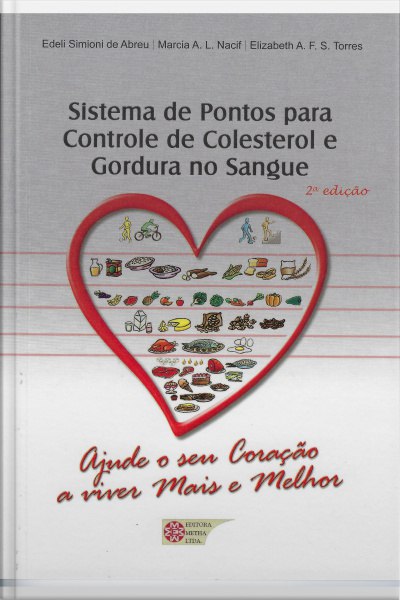 Edeli Simioni de Abreu | Marcia A. L. Nacif | Elizabeth A. F. S. Torres
Sistema de Pontos para
Controle de Colesterol e
Gordura no Sangue
2ª edição
Ajude o seu Coração
a viver Mais e Melhor
EDITORA
METHA
LTDA.